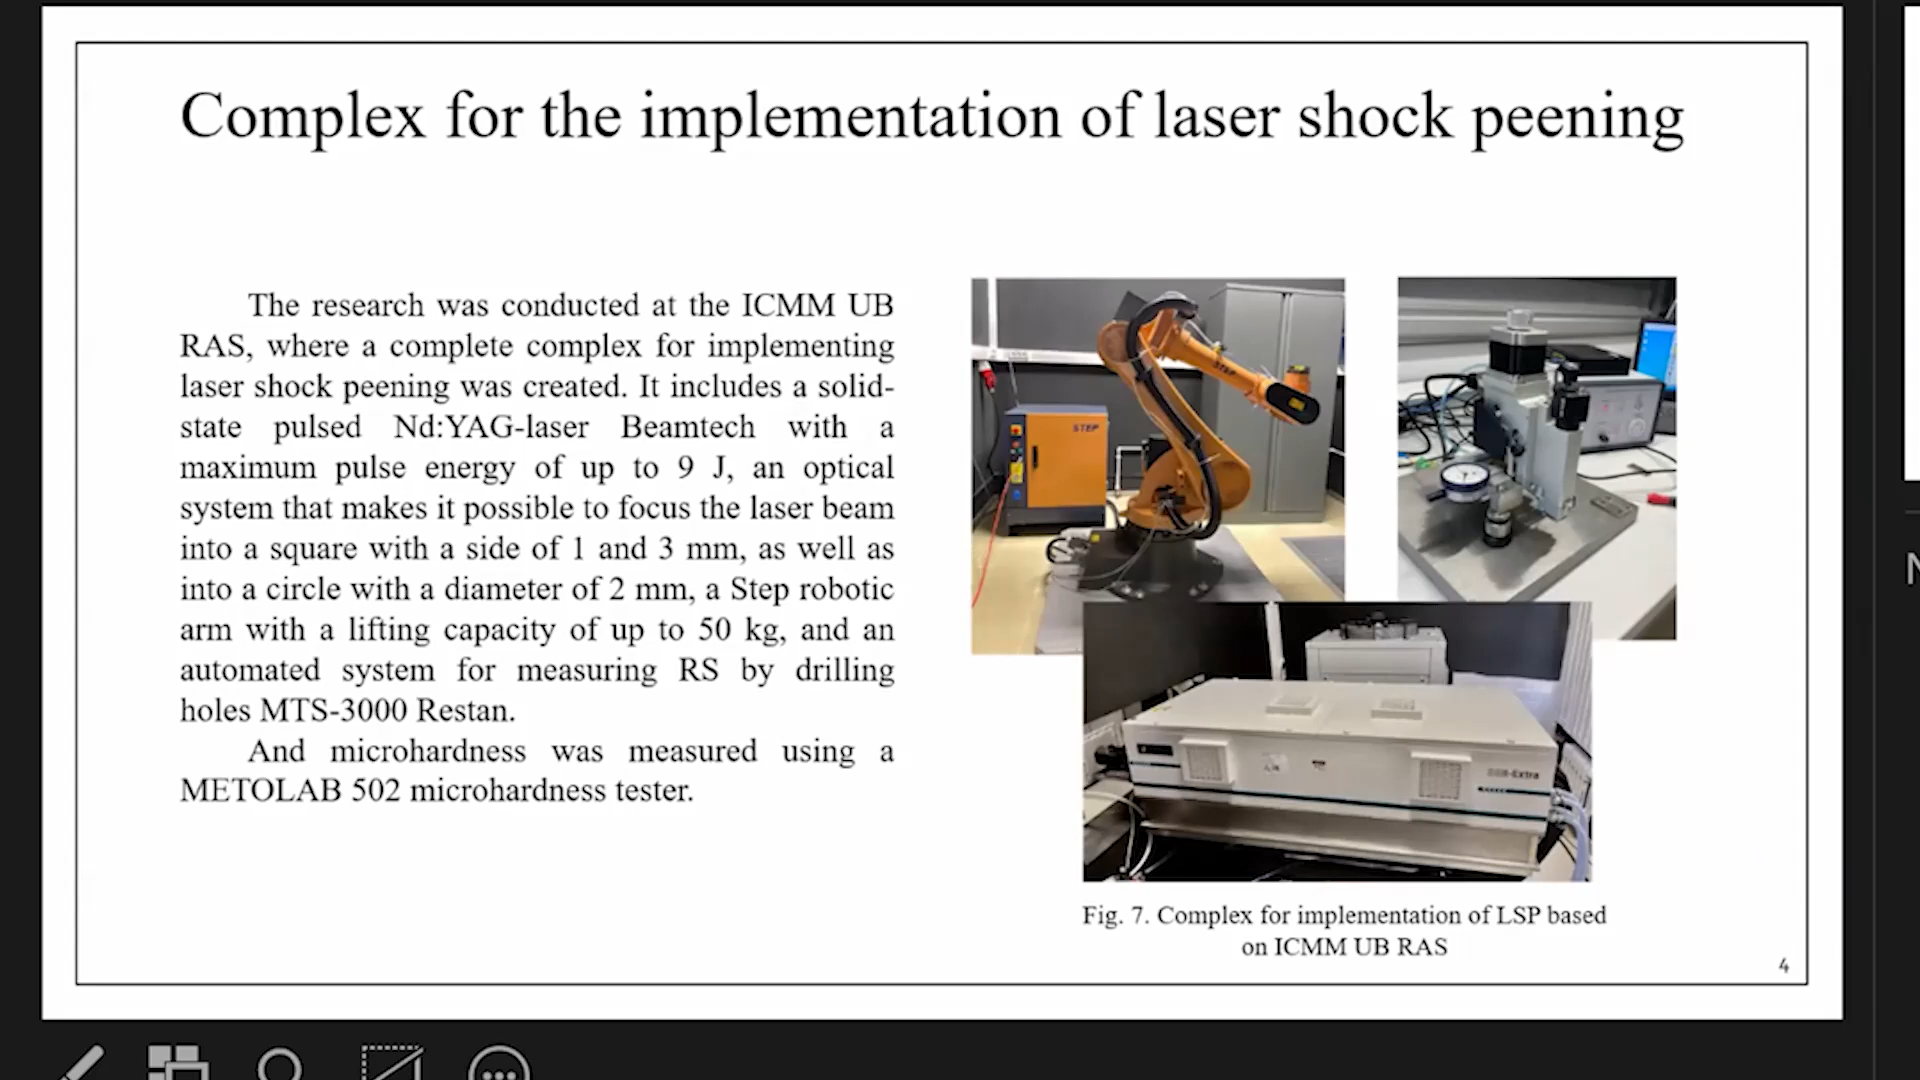 Complex for the implementation of laser shock peening
The research was conducted at the ICMM UB
RAS, where a complete complex for implementing
laser shock peening was created. It includes a solid-
state pulsed Nd:YAG-laser Beamtech with a
maximum pulse energy of up to 9 J, an optical
system that makes it possible to focus the laser beam
into a square with a side of 1 and 3 mm, as well as
into a circle with a diameter of 2 mm, a Step robotic
arm with a lifting capacity of up to 50 kg, and an
automated system for measuring RS by drilling
holes MTS-3000 Restan.
And microhardness was measured using a
METOLAB 502 microhardness tester.
STEP
STEP
Fig. 7. Complex for implementation of LSP based
on ICMM UB RAS
4